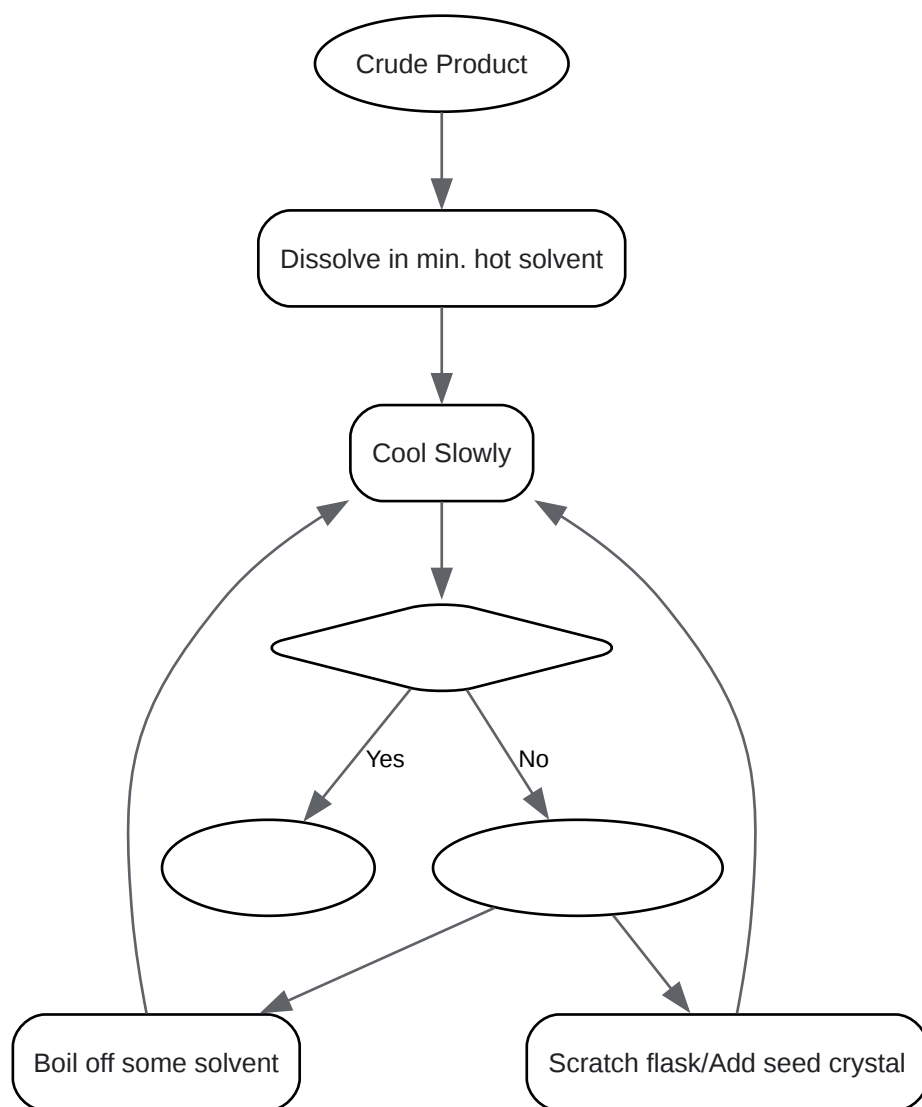 Crude Product
Dissolve in min. hot solvent
Cool Slowly
Yes
No
Boil off some solvent
Scratch flask/Add seed crystal